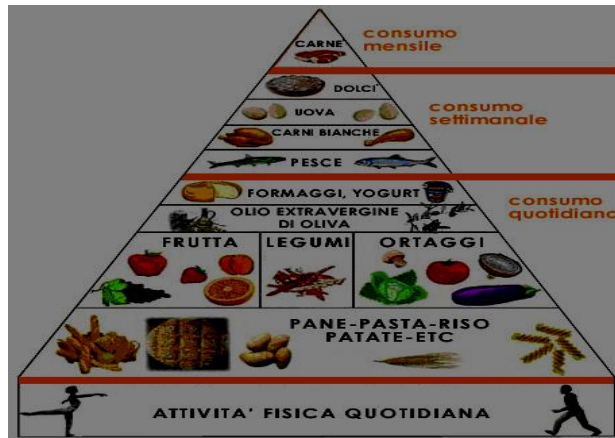 consumo
mensile
CARNE
DOLCI
UOVA
consumo
settimanale
CARNI BIANCHE
PESCE
FORMAGGI, YOGURT
consumo
quotidiano
OLIO EXTRAVERGINE
DI OLIVA
FRUTTA
LEGUMI
ORTAGGI
PANE-PASTA-RISO
PATATE-ETC
ATTIVITA' FISICA QUOTIDIANA